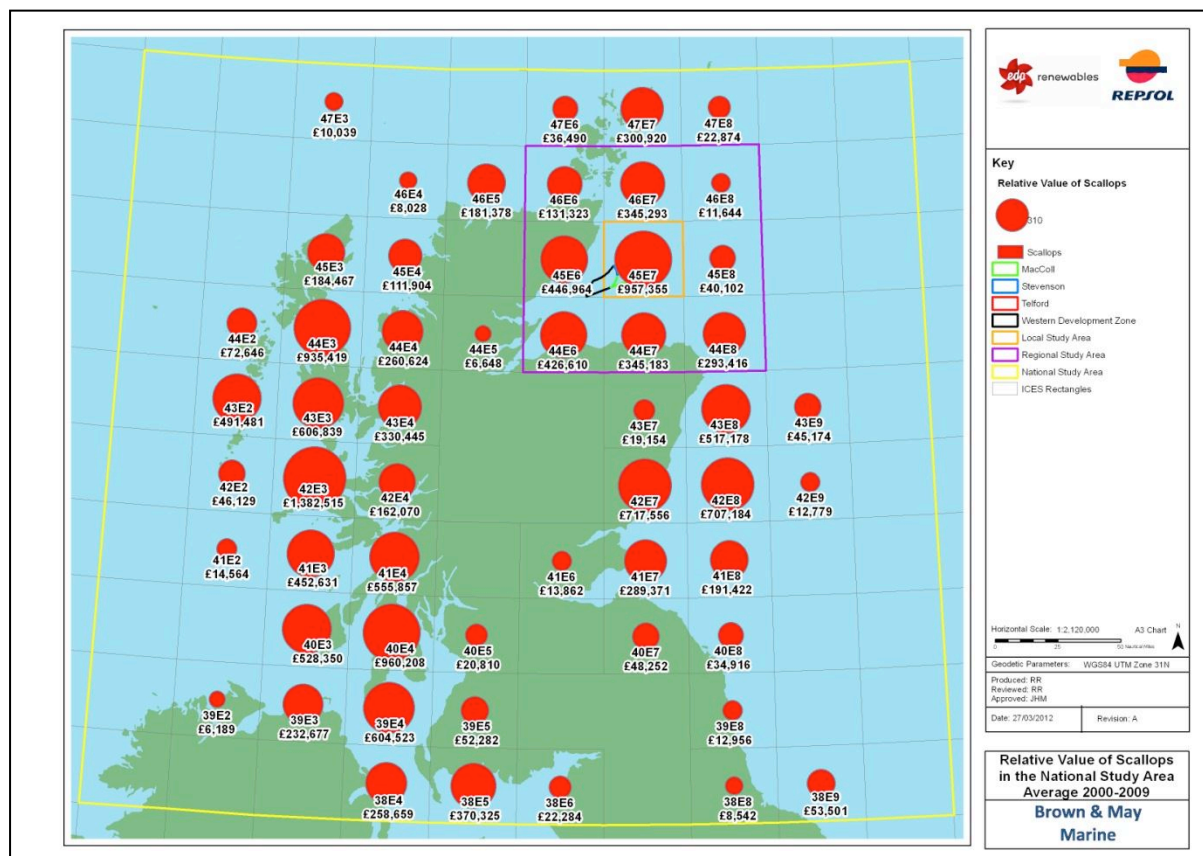 47E3
£10,039
47E6
£36,490
47E7
£300,920
47E8
£22,874
46E4
£8,028
46E5
£181,378
46E6
£131,323
46E7
£345,293
46E8
£11,644
45E3
£184,467
45E4
£111,904
45E6
£446,964
45E7
£957,355
45E8
£40,102
44E2
£72,646
44E3
£935,419
44E4
£260,624
44E5
£6,648
44E6
£426,610
44E7
£345,183
44E8
£293,416
43E2
£491,481
43E3
£606,839
43E4
£330,445
43E7
£19,154
43E8
£517,178
43E9
£45,174
42E2
£46,129
42E3
£1,382,515
42E4
£162,070
42E7
£717,556
42E8
£707,184
42E9
£12,779
41E2
£14,564
41E3
£452,631
41E4
£555,857
41E6
£13,862
41E7
£289,371
41E8
£191,422
40E3
£528,350
40E4
£960,208
40E5
£20,810
40E7
£48,252
40E8
£34,916
39E2
£6,189
39E3
£232,677
39E4
£604,523
39E5
£52,282
39E8
£12,956
38E4
£258,659
38E5
£370,325
38E6
£22,284
38E8
£8,542
38E9
£53,501
edp renewables
REPSOL
Key
Relative Value of Scallops
310
Scallops
MacColl
Stevenson
Telford
Western Development Zone
Local Study Area
Regional Study Area
National Study Area
ICES Rectangles
Horizontal Scale: 1:2,120,000 A3 Chart N
0 25 50
Geodetic Parameters: WGS84 UTM Zone 31N
Produced: RR
Reviewed: RR
Approved: JHM
Date: 27/03/2012 Revision: A
Relative Value of Scallops
in the National Study Area
Average 2000-2009
Brown & May
Marine